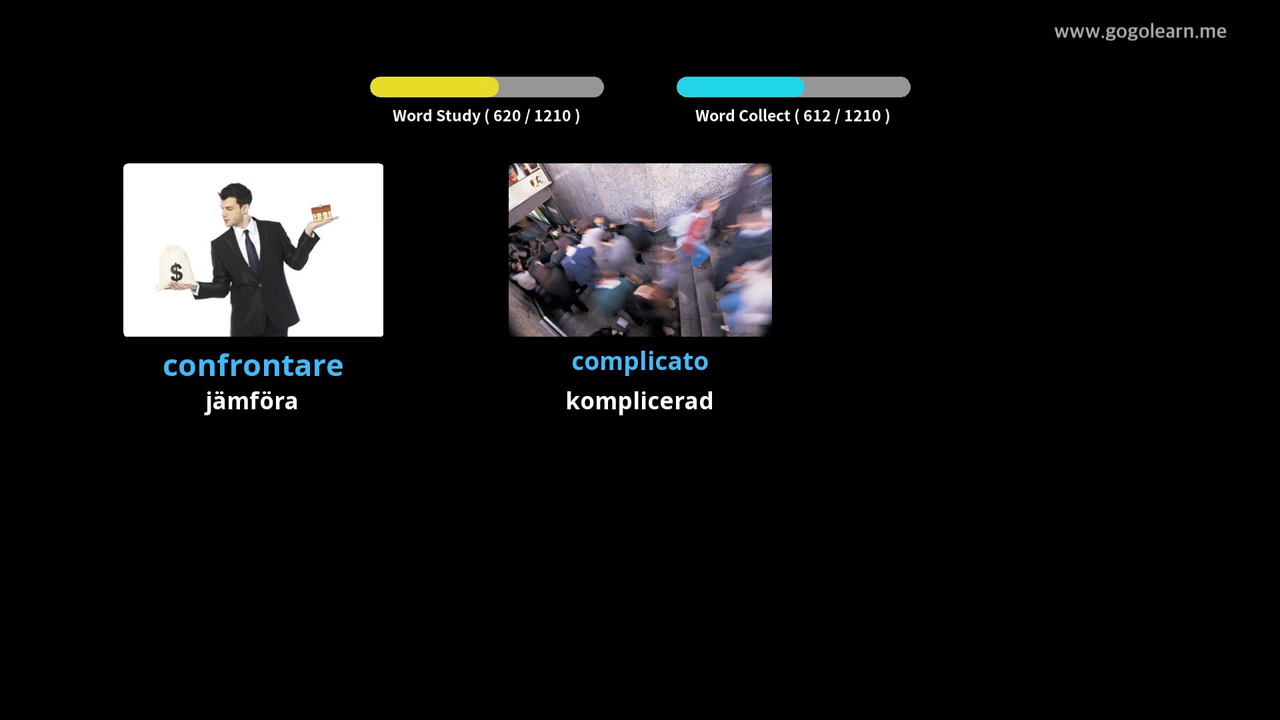 www.gogolearn.me
Word Study ( 620 / 1210 )
Word Collect ( 612 / 1210 )
$
confrontare
jämföra
complicato
komplicerad